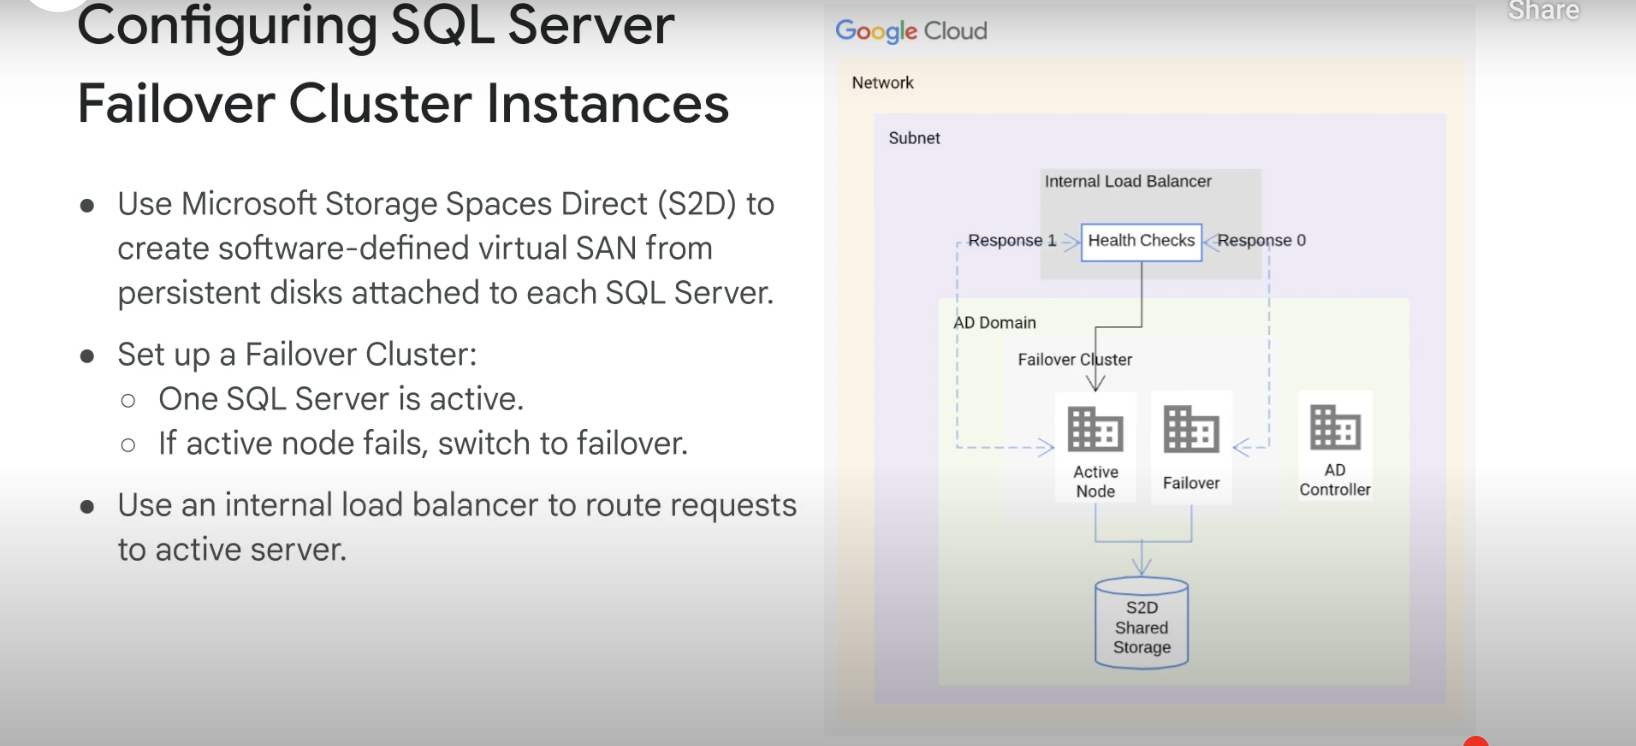 Configuring SQL Server
Failover Cluster Instances
● Use Microsoft Storage Spaces Direct (S2D) to
create software-defined virtual SAN from
persistent disks attached to each SQL Server.
● Set up a Failover Cluster:
○ One SQL Server is active.
○ If active node fails, switch to failover.
● Use an internal load balancer to route requests
to active server.
Share
Google Cloud
Network
Subnet
Internal Load Balancer
Response 1
Health Checks
Response 0
AD Domain
Failover Cluster
Active
Node
Failover
AD
Controller
S2D
Shared
Storage